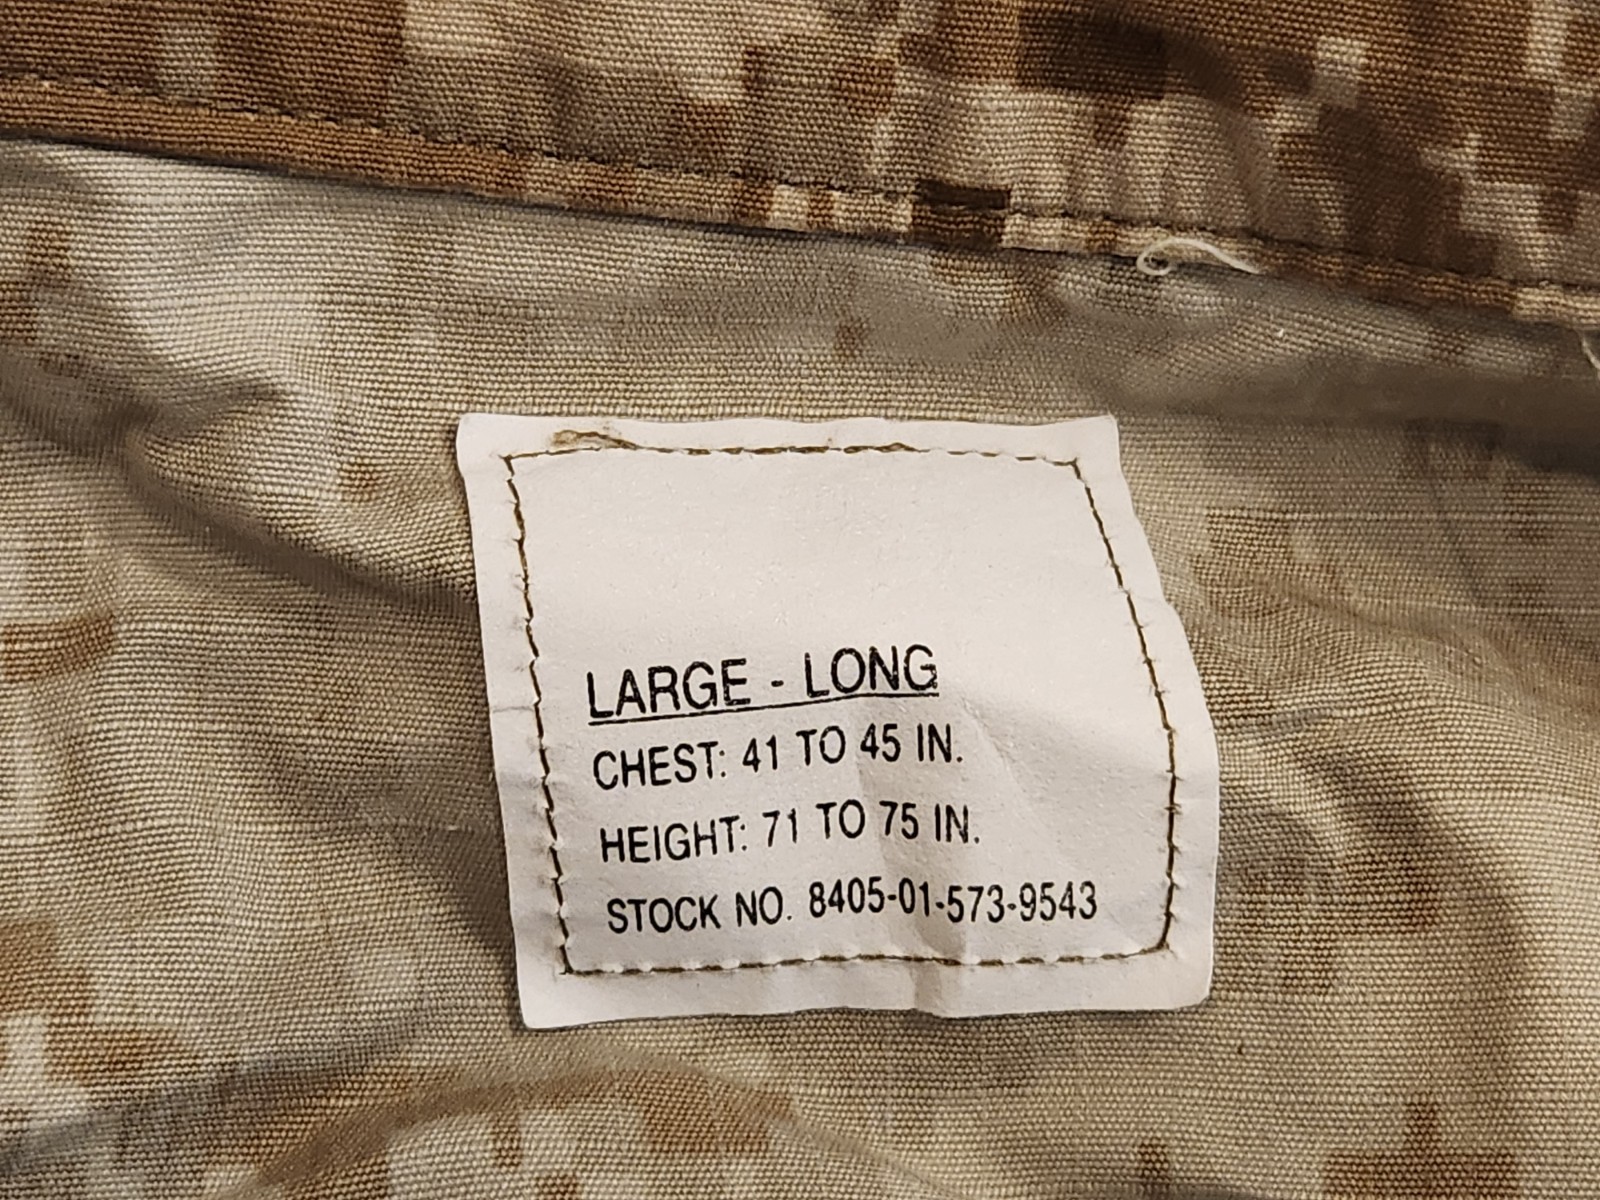 LARGE - LONG
CHEST: 41 TO 45 IN.
HEIGHT: 71 TO 75 IN.
STOCK NO. 8405-01-573-9543